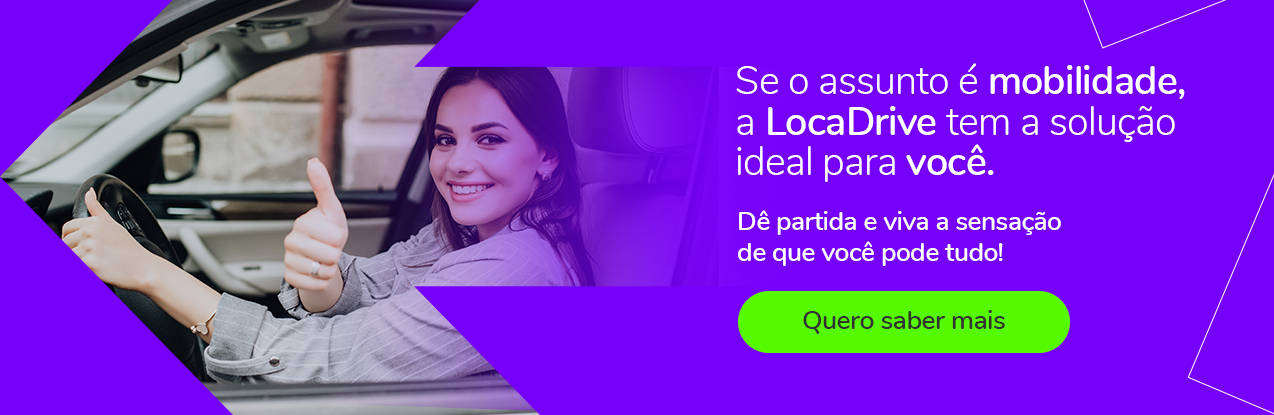 Se o assunto é mobilidade,
a LocaDrive tem a solução
ideal para você.
Dê partida e viva a sensação
de que você pode tudo!
Quero saber mais